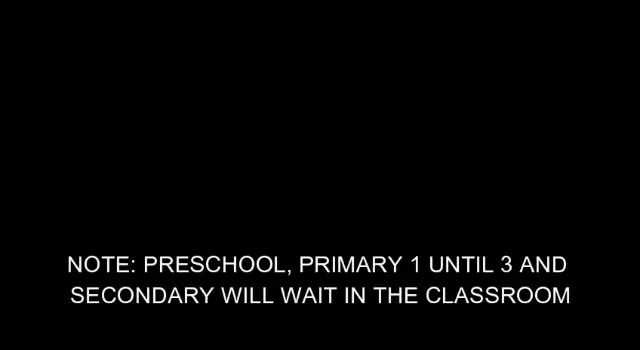 NOTE: PRESCHOOL, PRIMARY 1 UNTIL 3 AND
SECONDARY WILL WAIT IN THE CLASSROOM